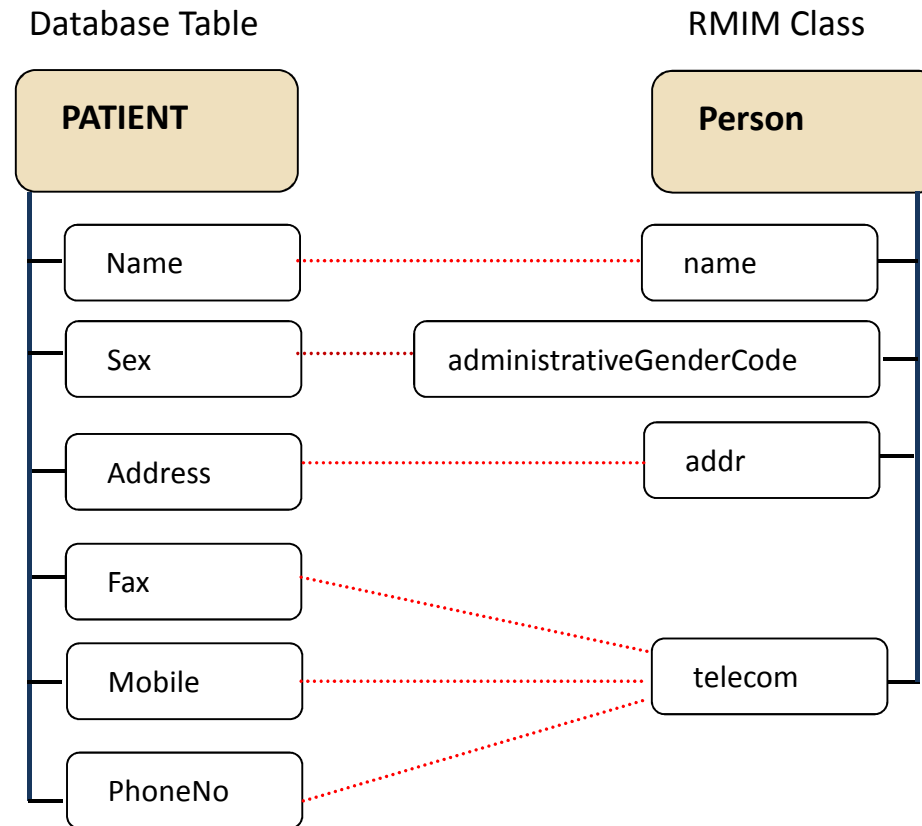 Database Table
RMIM Class
PATIENT
Person
Name
name
Sex
administrativeGenderCode
Address
addr
Fax
Mobile
telecom
PhoneNo